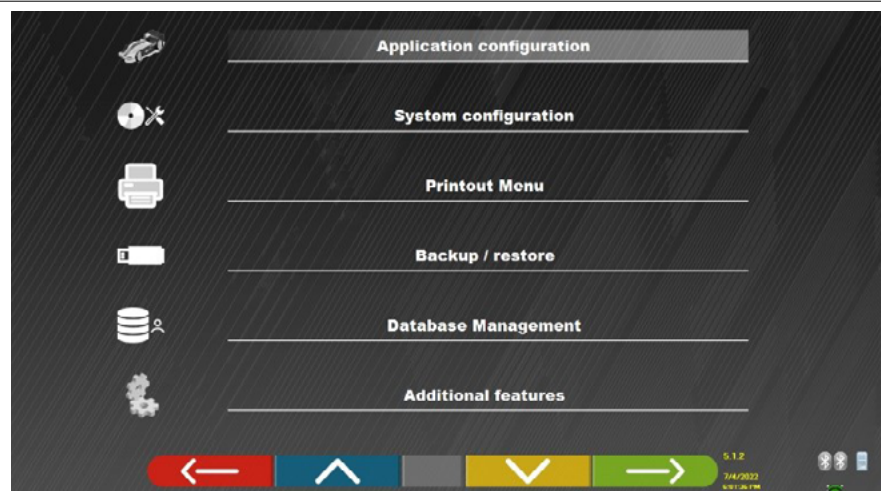 Application configuration
System configuration
Printout Menu
Backup / restore
Database Management
Additional features
5.1.2
7/4/2022